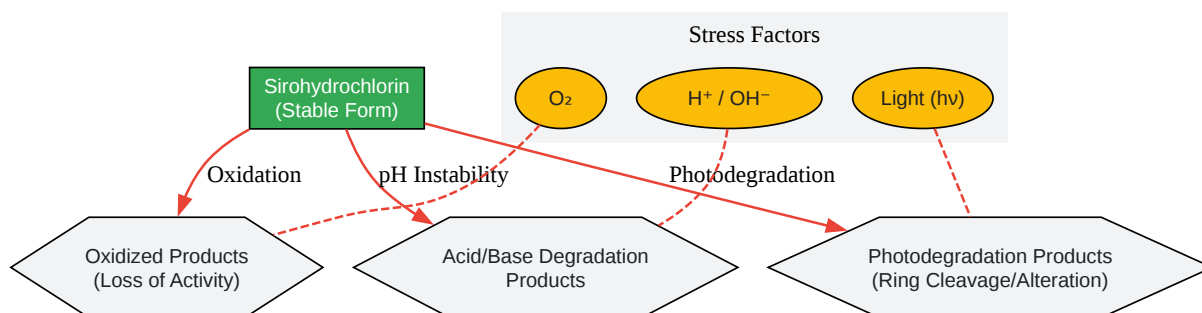 Stress Factors
Sirohydrochlorin
(Stable Form)
O₂
H⁺ / OH⁻
Light (hν)
Oxidation
pH Instability
Photodegradation
Oxidized Products
(Loss of Activity)
Acid/Base Degradation
Products
Photodegradation Products
(Ring Cleavage/Alteration)